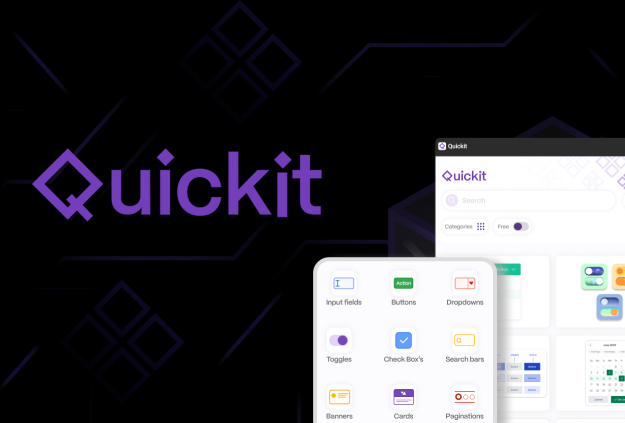 Quickit
Quickit
Quickit
Search
Categories
Free
Action
Input fields
Buttons
Dropdowns
Toggles
Check Box's
Search bars
Banners
Cards
Paginations